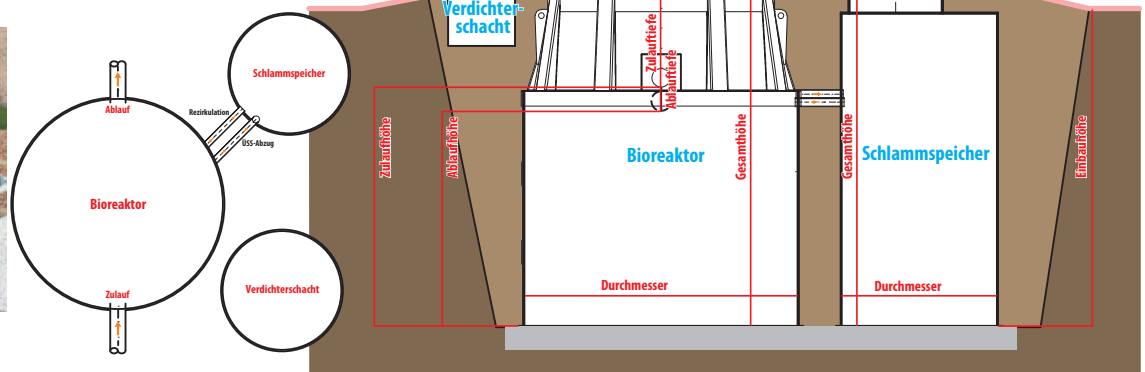 Schlammspeicher
Ablauf
Rezirkulation
ÜSS-Abzug
Bioreaktor
Zulauf
Verdichterschacht
Verdichter-
schacht
Zulauftiefe
Ablauftiefe
Zulaufhöhe
Ablaufhöhe
Bioreaktor
Gesamthöhe
Durchmesser
Gesamthöhe
Schlammspeicher
Durchmesser
Einbauhöhe